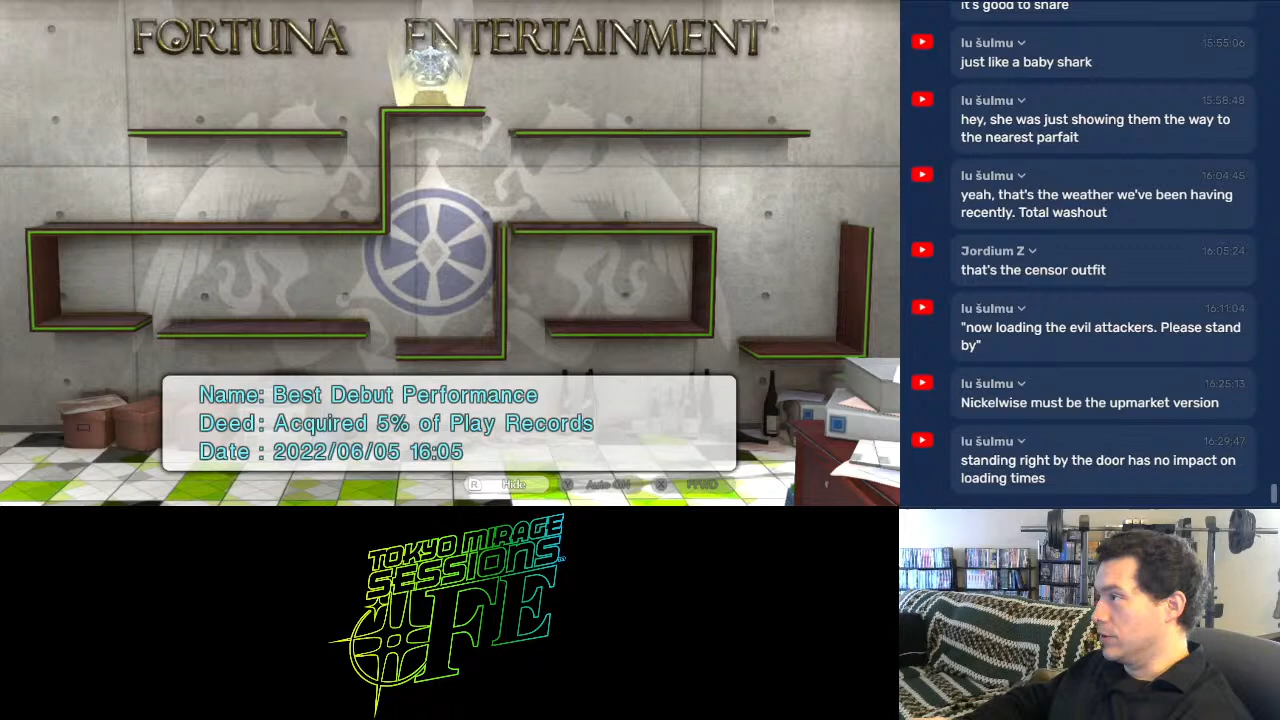 FORTUNA ENTERTAINMENT
Name: Best Debut Performance
Deed: Acquired 5% of Play Records
Date : 2022/06/05 16:05
R Hide Y Auto ON X FFWD
TOKYO MIRAGE
SESSIONS
#FE
it's good to share
lu šulmu 15:55:06
just like a baby shark
lu šulmu 15:58:48
hey, she was just showing them the way to
the nearest parfait
lu šulmu 16:04:45
yeah, that's the weather we've been having
recently. Total washout
Jordium Z 16:05:24
that's the censor outfit
lu šulmu 16:11:04
"now loading the evil attackers. Please stand
by"
lu šulmu 16:25:13
Nickelwise must be the upmarket version
lu šulmu 16:29:47
standing right by the door has no impact on
loading times